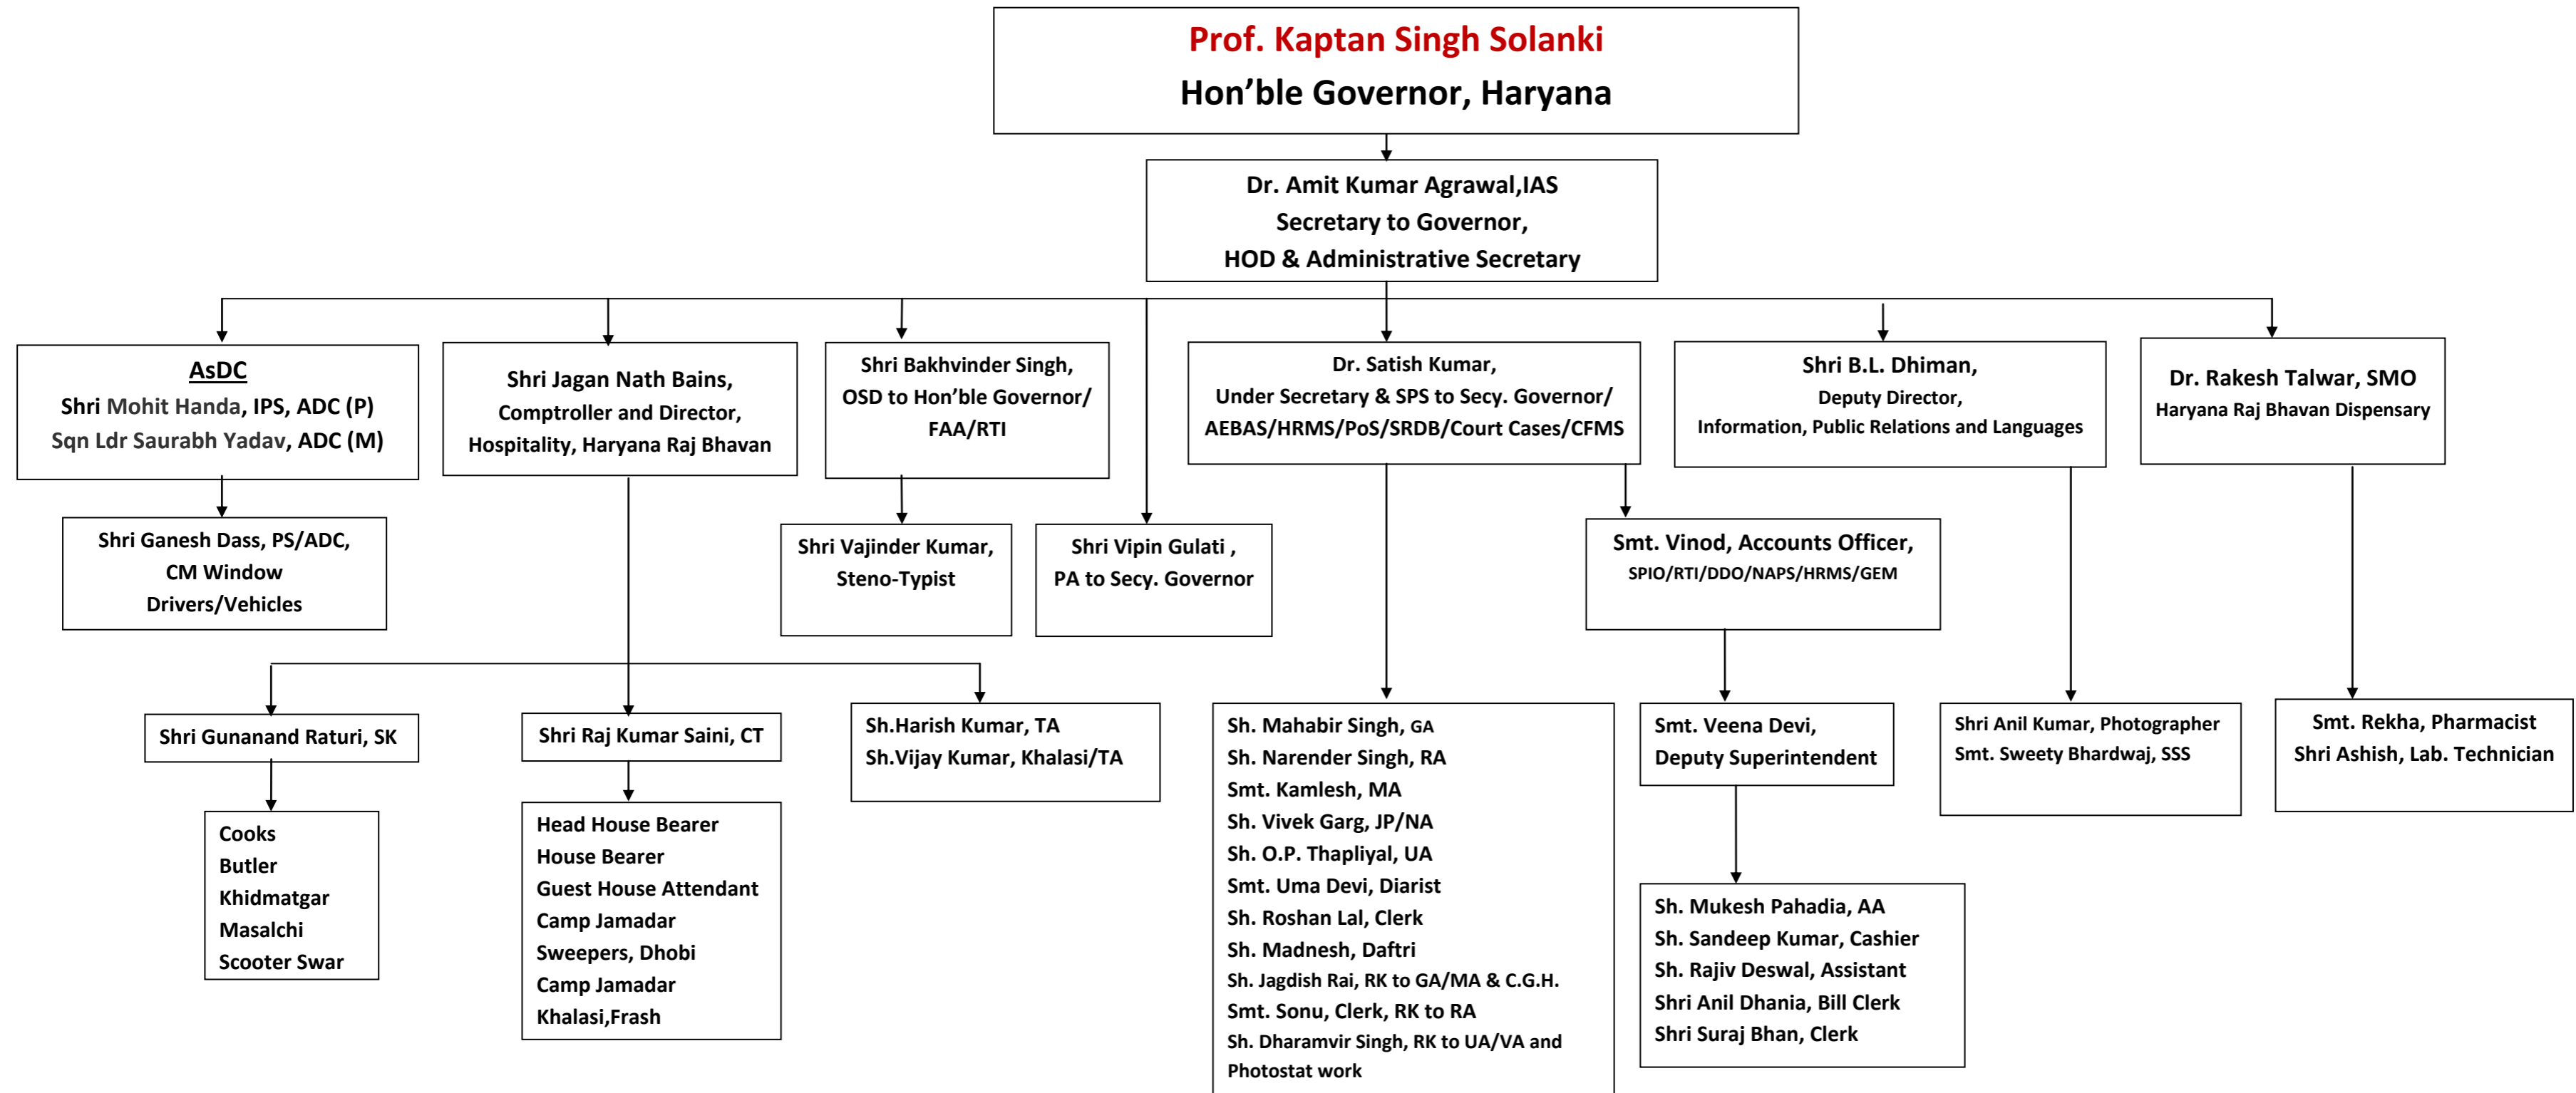 Prof. Kaptan Singh Solanki
Hon’ble Governor, Haryana
Dr. Amit Kumar Agrawal,IAS
Secretary to Governor,
HOD & Administrative Secretary
AsDC
Shri Mohit Handa, IPS, ADC (P)
Sqn Ldr Saurabh Yadav, ADC (M)
Shri Jagan Nath Bains,
Comptroller and Director,
Hospitality, Haryana Raj Bhavan
Shri Bakhvinder Singh,
OSD to Hon’ble Governor/
FAA/RTI
Dr. Satish Kumar,
Under Secretary & SPS to Secy. Governor/
AEBAS/HRMS/PoS/SRDB/Court Cases/CFMS
Shri B.L. Dhiman,
Deputy Director,
Information, Public Relations and Languages
Dr. Rakesh Talwar, SMO
Haryana Raj Bhavan Dispensary
Shri Ganesh Dass, PS/ADC,
CM Window
Drivers/Vehicles
Shri Vajinder Kumar,
Steno-Typist
Shri Vipin Gulati ,
PA to Secy. Governor
Smt. Vinod, Accounts Officer,
SPIO/RTI/DDO/NAPS/HRMS/GEM
Shri Gunanand Raturi, SK
Shri Raj Kumar Saini, CT
Sh.Harish Kumar, TA
Sh.Vijay Kumar, Khalasi/TA
Sh. Mahabir Singh, GA
Sh. Narender Singh, RA
Smt. Kamlesh, MA
Sh. Vivek Garg, JP/NA
Sh. O.P. Thapliyal, UA
Smt. Uma Devi, Diarist
Sh. Roshan Lal, Clerk
Sh. Madnesh, Daftri
Sh. Jagdish Rai, RK to GA/MA & C.G.H.
Smt. Sonu, Clerk, RK to RA
Sh. Dharamvir Singh, RK to UA/VA and
Photostat work
Smt. Veena Devi,
Deputy Superintendent
Shri Anil Kumar, Photographer
Smt. Sweety Bhardwaj, SSS
Smt. Rekha, Pharmacist
Shri Ashish, Lab. Technician
Cooks
Butler
Khidmatgar
Masalchi
Scooter Swar
Head House Bearer
House Bearer
Guest House Attendant
Camp Jamadar
Sweepers, Dhobi
Camp Jamadar
Khalasi,Frash
Sh. Mukesh Pahadia, AA
Sh. Sandeep Kumar, Cashier
Sh. Rajiv Deswal, Assistant
Shri Anil Dhania, Bill Clerk
Shri Suraj Bhan, Clerk